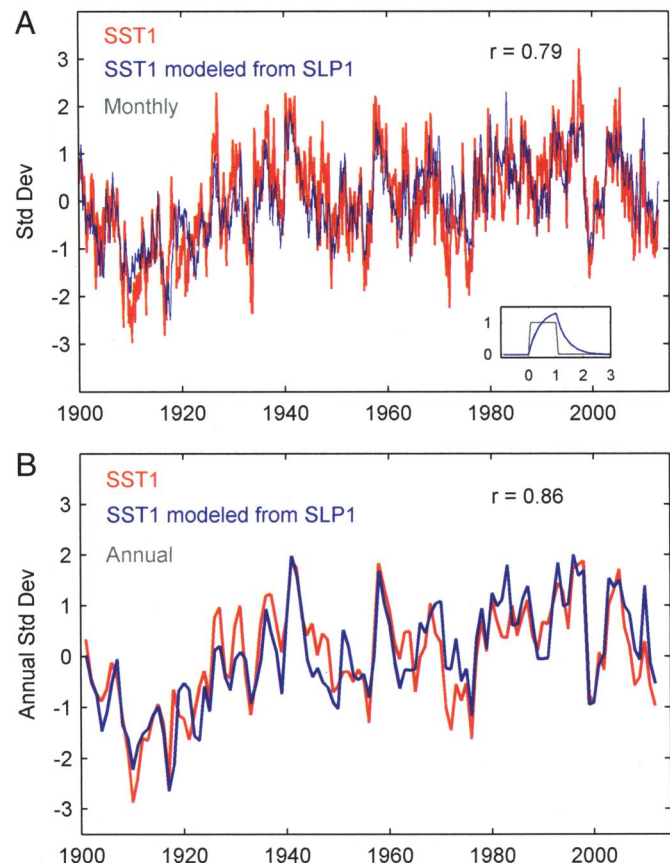 A
SST1
SST1 modeled from SLP1
Monthly
r = 0.79
Std Dev
3
2
1
0
-1
-2
-3
1
0
0 1 2 3
1900 1920 1940 1960 1980 2000
B
SST1
SST1 modeled from SLP1
Annual
r = 0.86
Annual Std Dev
3
2
1
0
-1
-2
-3
1900 1920 1940 1960 1980 2000